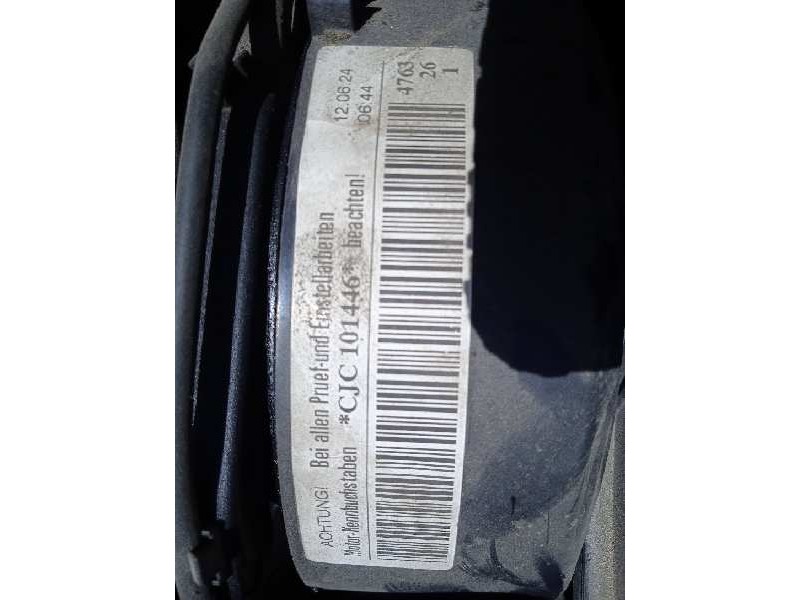 ACHTUNG! Bei allen Pruef-und Einstellarbeiten 12.06.24
Motor-Kennbuchstaben *CJC 101446* beachten! 06:44
4763
26
1